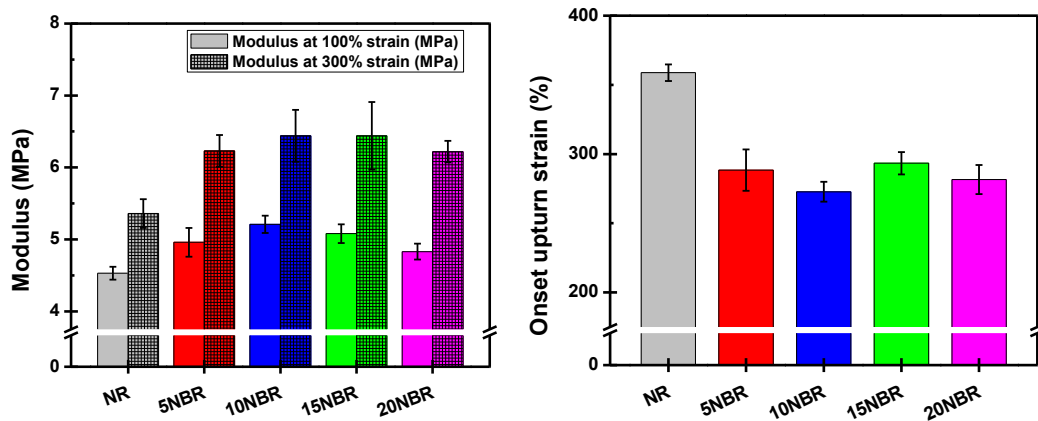 8
7
6
5
4
0
Modulus (MPa)
Modulus at 100% strain (MPa)
Modulus at 300% strain (MPa)
NR
5NBR
10NBR
15NBR
20NBR
400
300
200
0
Onset upturn strain (%)
NR
5NBR
10NBR
15NBR
20NBR